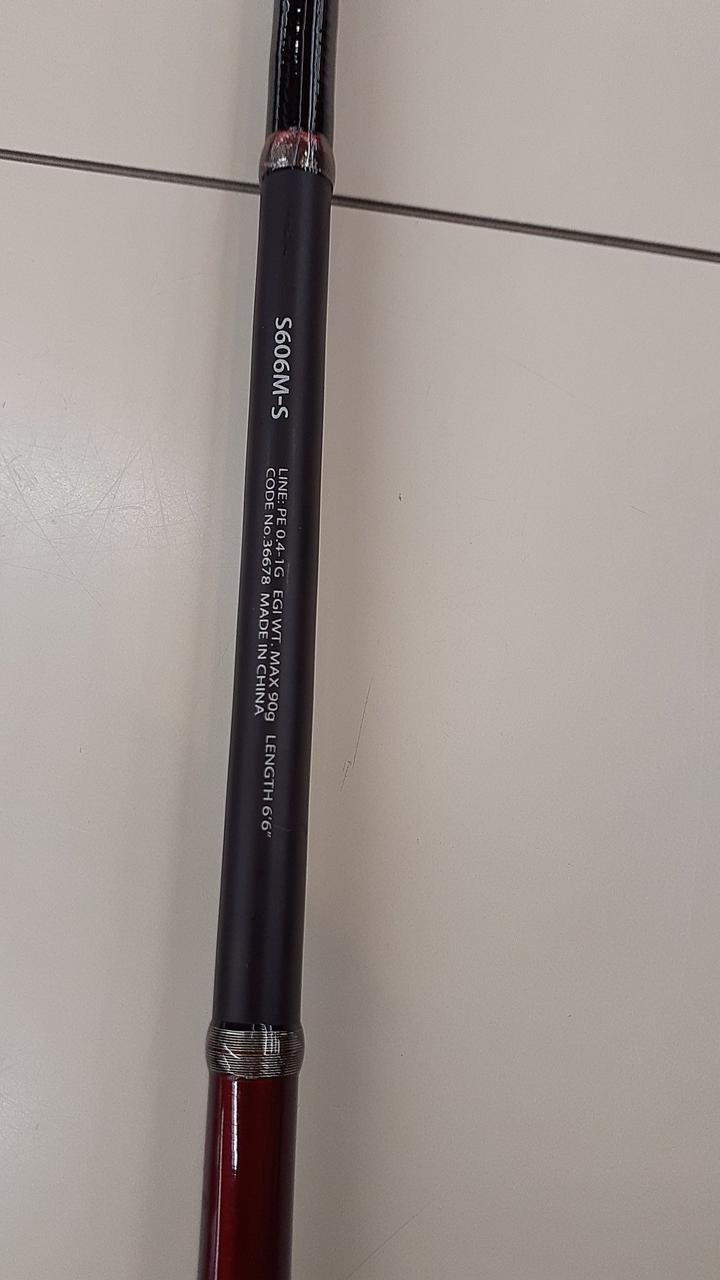 S606M-S
LINE: PE 0.4-1G EGI WT. MAX 90g LENGTH 6'6"
CODE No.36678 MADE IN CHINA